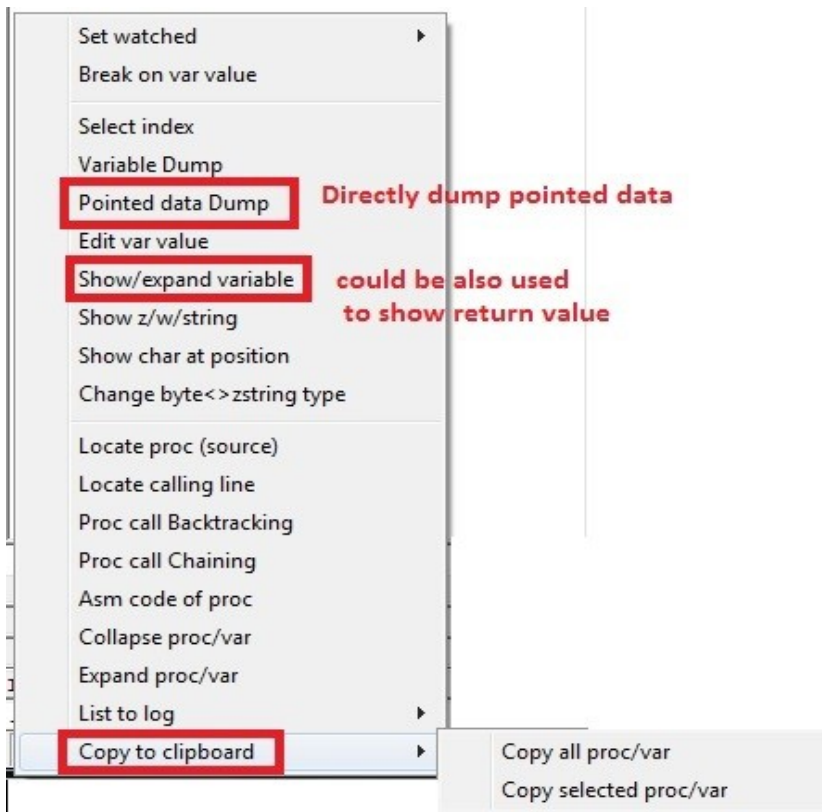 Set watched
Break on var value
Select index
Variable Dump
Pointed data Dump
Directly dump pointed data
Edit var value
Show/expand variable
could be also used
Show z/w/string
to show return value
Show char at position
Change byte<>zstring type
Locate proc (source)
Locate calling line
Proc call Backtracking
Proc call Chaining
Asm code of proc
Collapse proc/var
Expand proc/var
List to log
Copy to clipboard
Copy all proc/var
Copy selected proc/var